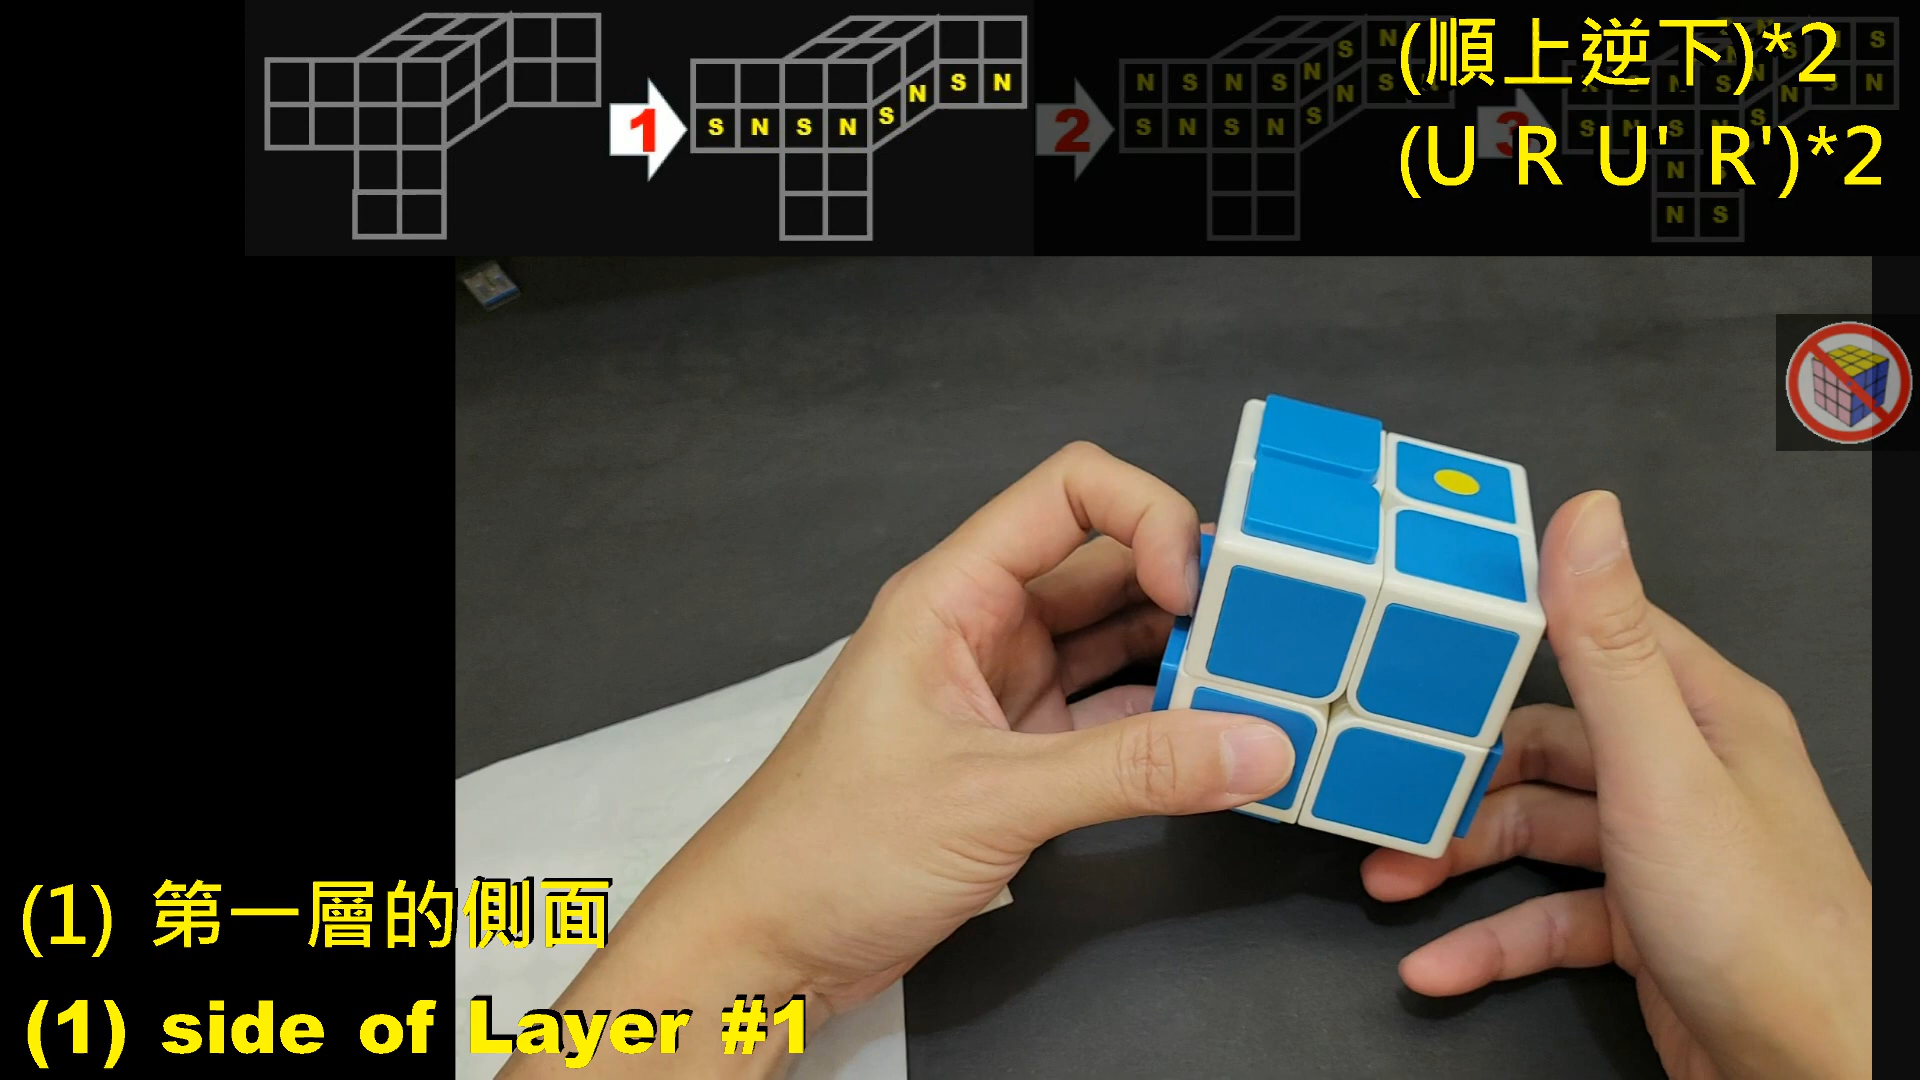 (順上逆下)*2
(U R U' R')*2
1
S N S N S N S N
2
N S N S N N S N
S N S N S N S
3
N S
N S
(1) 第一層的側面
(1) side of Layer #1